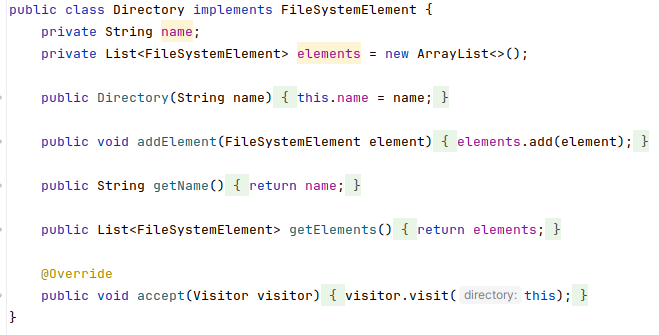 public class Directory implements FileSystemElement {
private String name;
private List<FileSystemElement> elements = new ArrayList<>();
public Directory(String name) { this.name = name; }
public void addElement(FileSystemElement element) { elements.add(element); }
public String getName() { return name; }
public List<FileSystemElement> getElements() { return elements; }
@Override
public void accept(Visitor visitor) { visitor.visit( directory: this); }
}